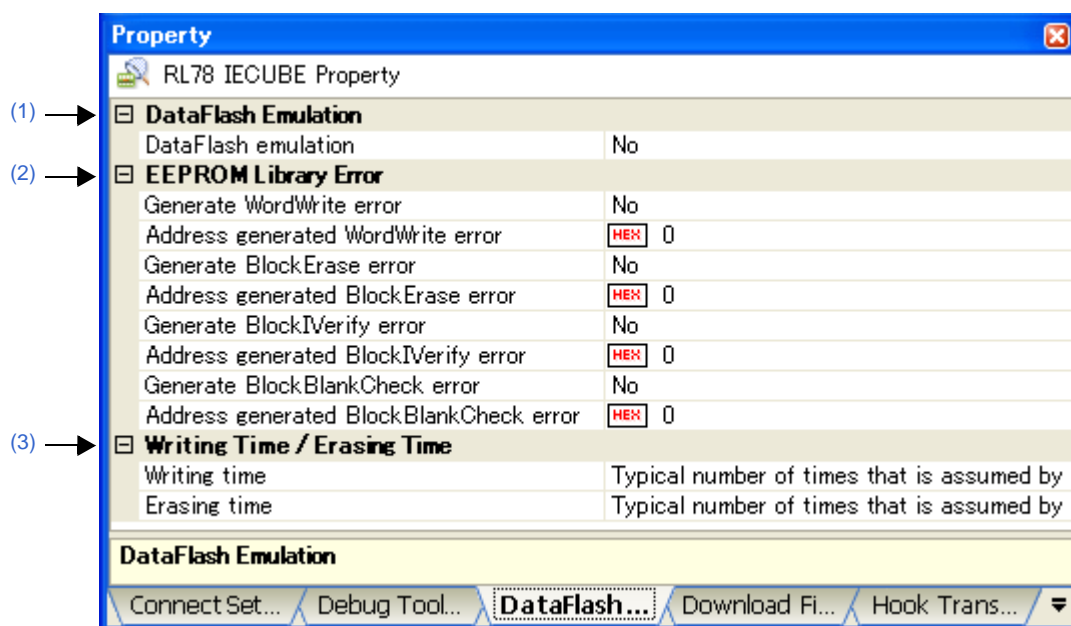 Property
RL78 IECUBE Property
(1) DataFlash Emulation
DataFlash emulation No
(2) EEPROM Library Error
Generate WordWrite error No
Address generated WordWrite error HEX 0
Generate BlockErase error No
Address generated BlockErase error HEX 0
Generate BlockIVerify error No
Address generated BlockIVerify error HEX 0
Generate BlockBlankCheck error No
Address generated BlockBlankCheck error HEX 0
(3) Writing Time / Erasing Time
Writing time Typical number of times that is assumed by
Erasing time Typical number of times that is assumed by
DataFlash Emulation
Connect Set... Debug Tool... DataFlash... Download Fi... Hook Trans...